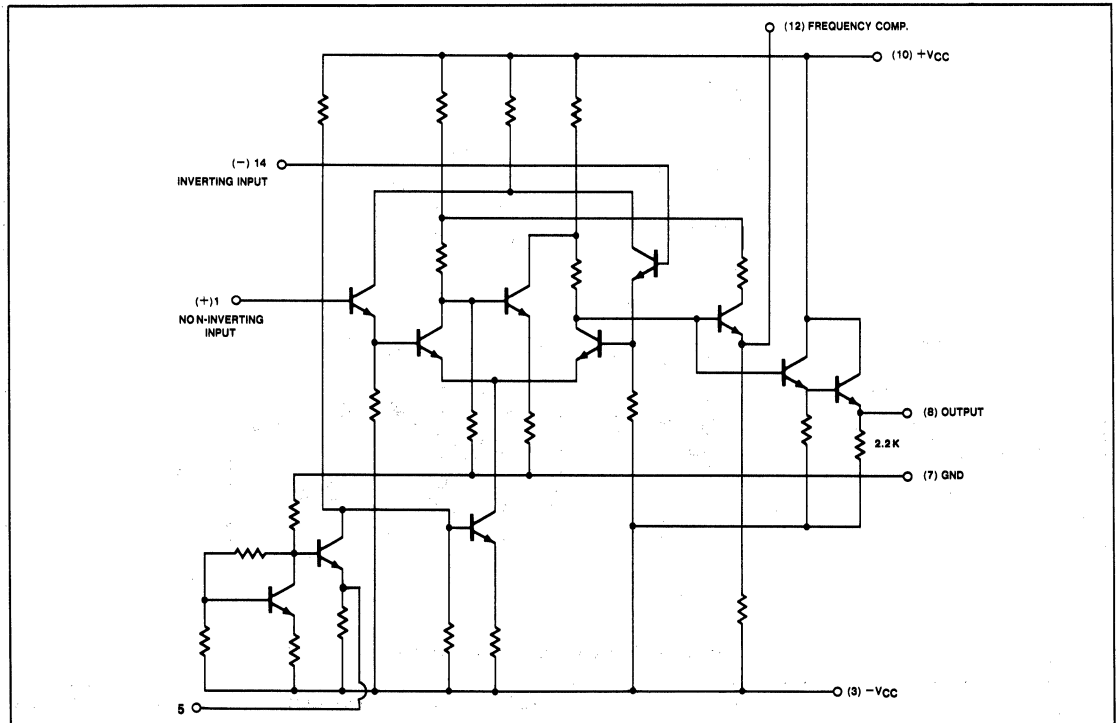 (12) FREQUENCY COMP.
(10) +VCC
(−) 14
INVERTING INPUT
(+)1
NON-INVERTING
INPUT
(8) OUTPUT
2.2K
(7) GND
(3) −VCC
5